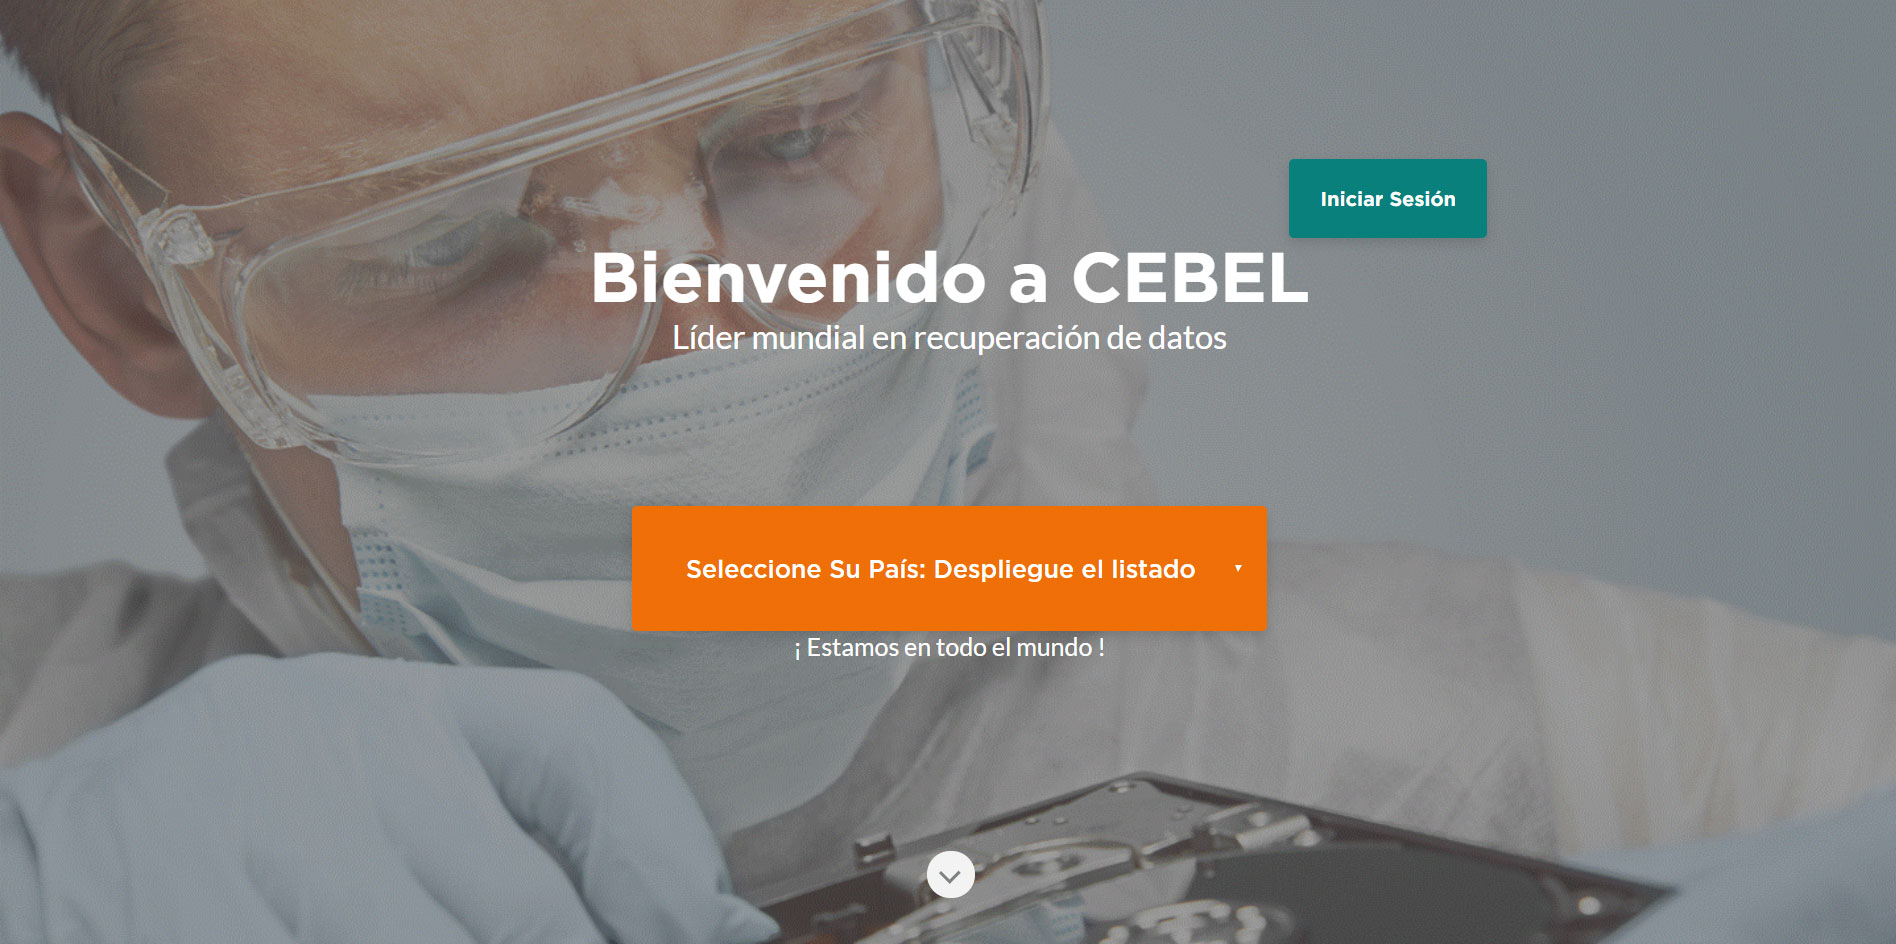 Iniciar Sesión
Bienvenido a CEBEL
Líder mundial en recuperación de datos
Seleccione Su País: Despliegue el listado
¡ Estamos en todo el mundo !